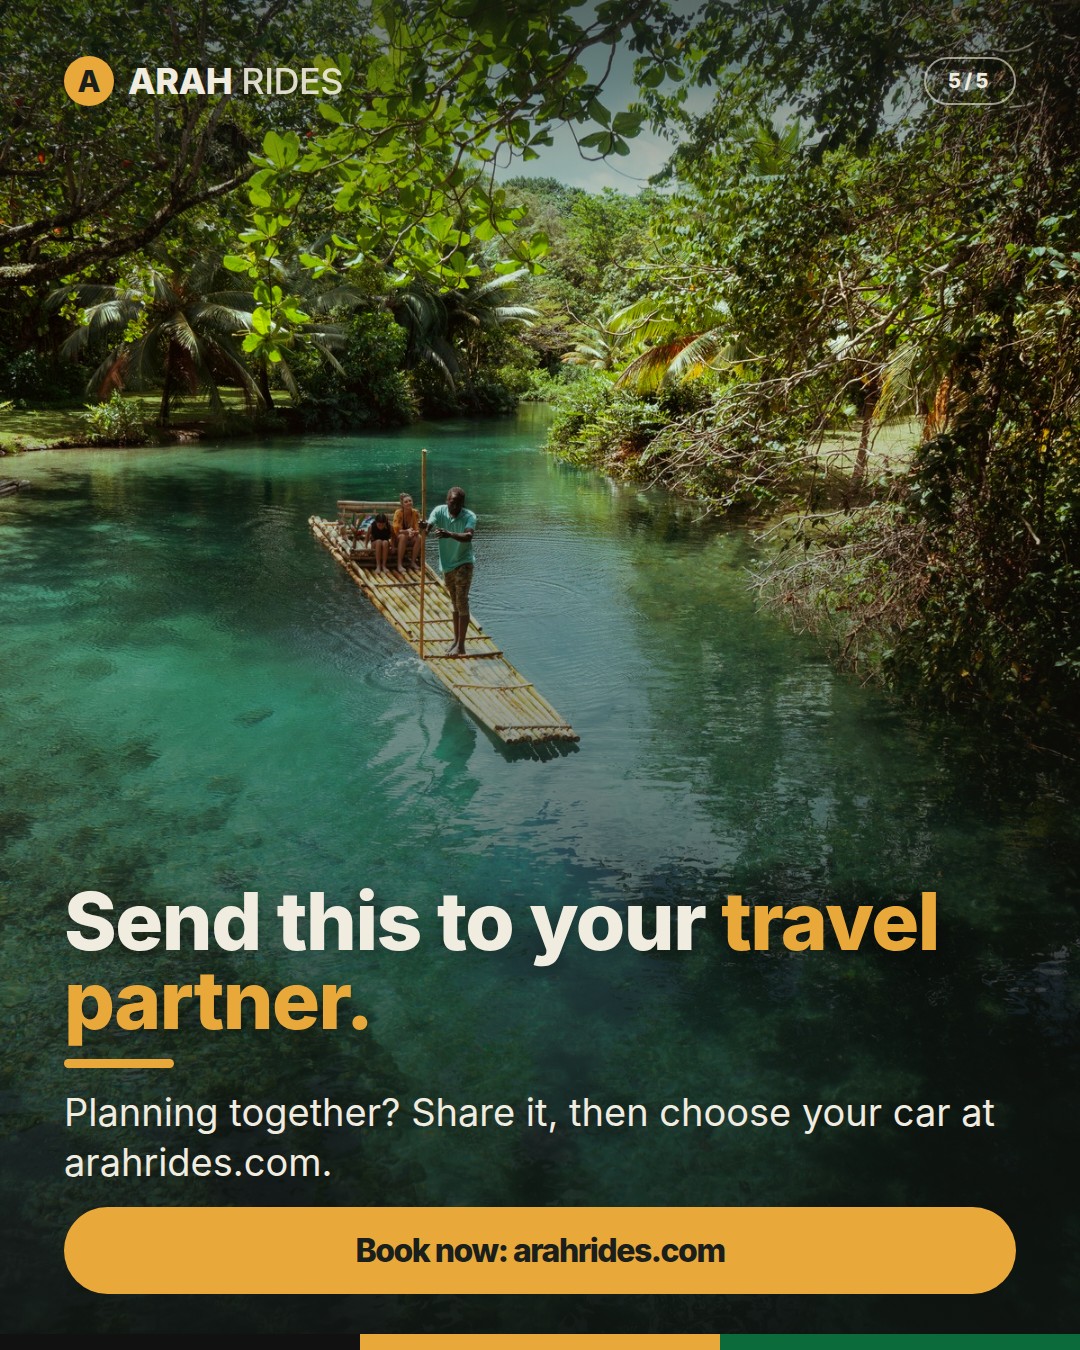 A ARAH RIDES
5/5
Send this to your travel
partner.
Planning together? Share it, then choose your car at
arahrides.com.
Book now: arahrides.com